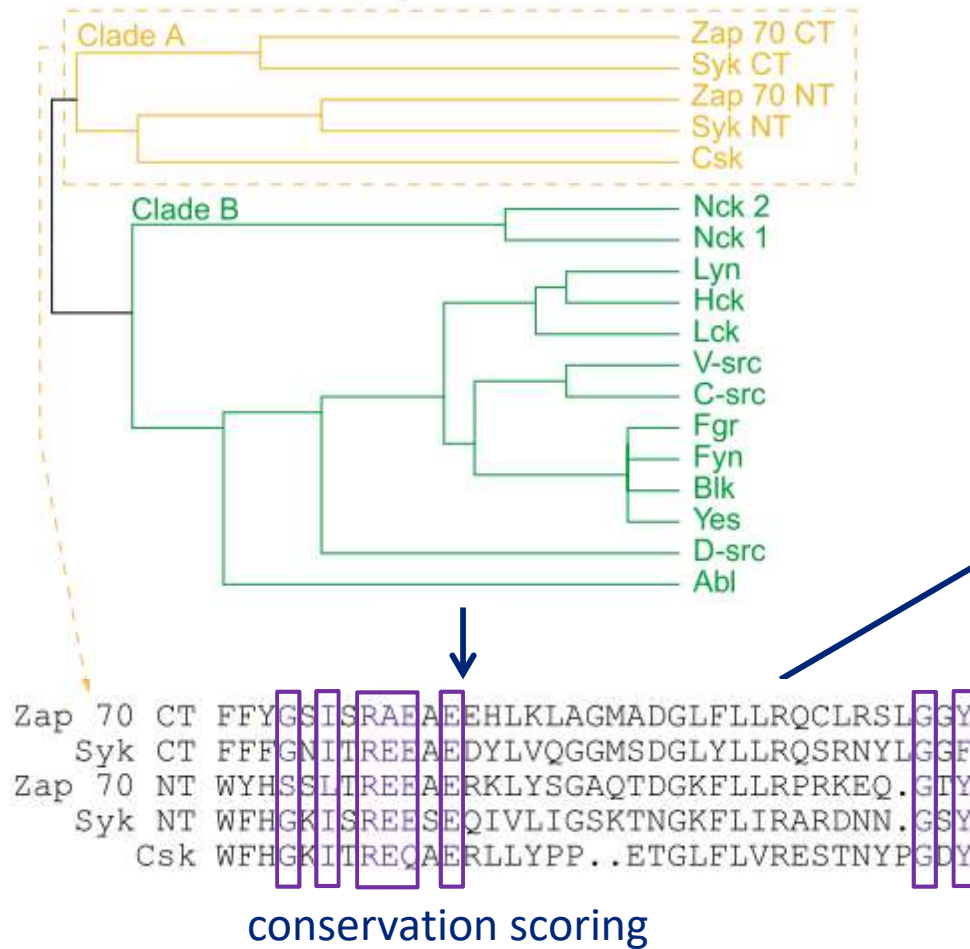 Clade A
Zap 70 CT
Syk CT
Zap 70 NT
Syk NT
Csk
Clade B
Nck 2
Nck 1
Lyn
Hck
Lck
V-src
C-src
Fgr
Fyn
Blk
Yes
D-src
Abl
Zap 70 CT FFYGSISRAEAEEHLKLAGMADGLFLLRQCLRSLGGY
Syk CT FFFGNITREEAEDYLVQGGMSDGLYLLRQSRNYLGGF
Zap 70 NT WYHSSLTREEAERKLYSGAQTDGKFLLRPRKEQ.GTY
Syk NT WFHGKISREESEQIVLIGSKTNGKFLIRARDNN.GSY
Csk WFHGKITREQAERLLYPP..ETGLFLVRESTNYPGDY
conservation scoring